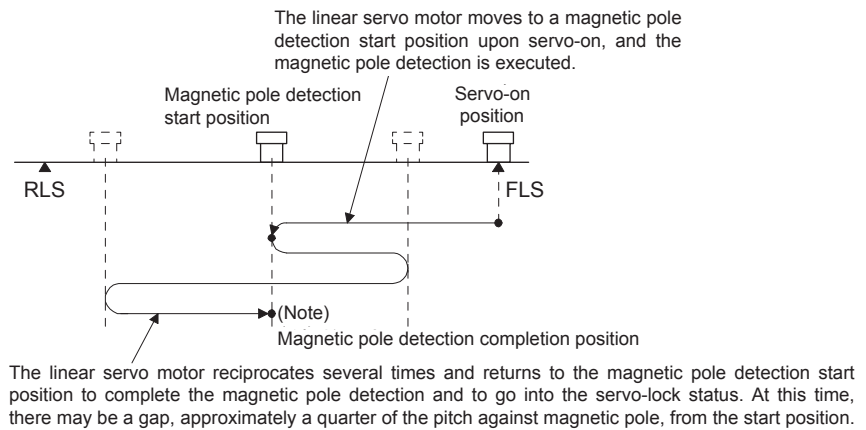 The linear servo motor moves to a magnetic pole
detection start position upon servo-on, and the
magnetic pole detection is executed.
Magnetic pole detection
start position
Servo-on
position
RLS
FLS
(Note)
Magnetic pole detection completion position
The linear servo motor reciprocates several times and returns to the magnetic pole detection start
position to complete the magnetic pole detection and to go into the servo-lock status. At this time,
there may be a gap, approximately a quarter of the pitch against magnetic pole, from the start position.